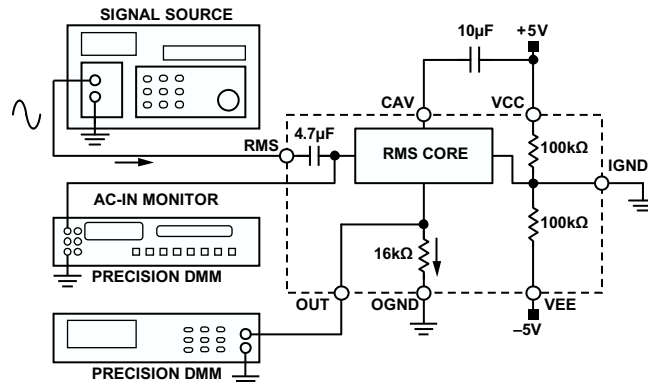 SIGNAL SOURCE
10µF
+5V
CAV
VCC
4.7µF
RMS
RMS CORE
100kΩ
IGND
AC-IN MONITOR
100kΩ
PRECISION DMM
16kΩ
OUT
OGND
VEE
–5V
PRECISION DMM